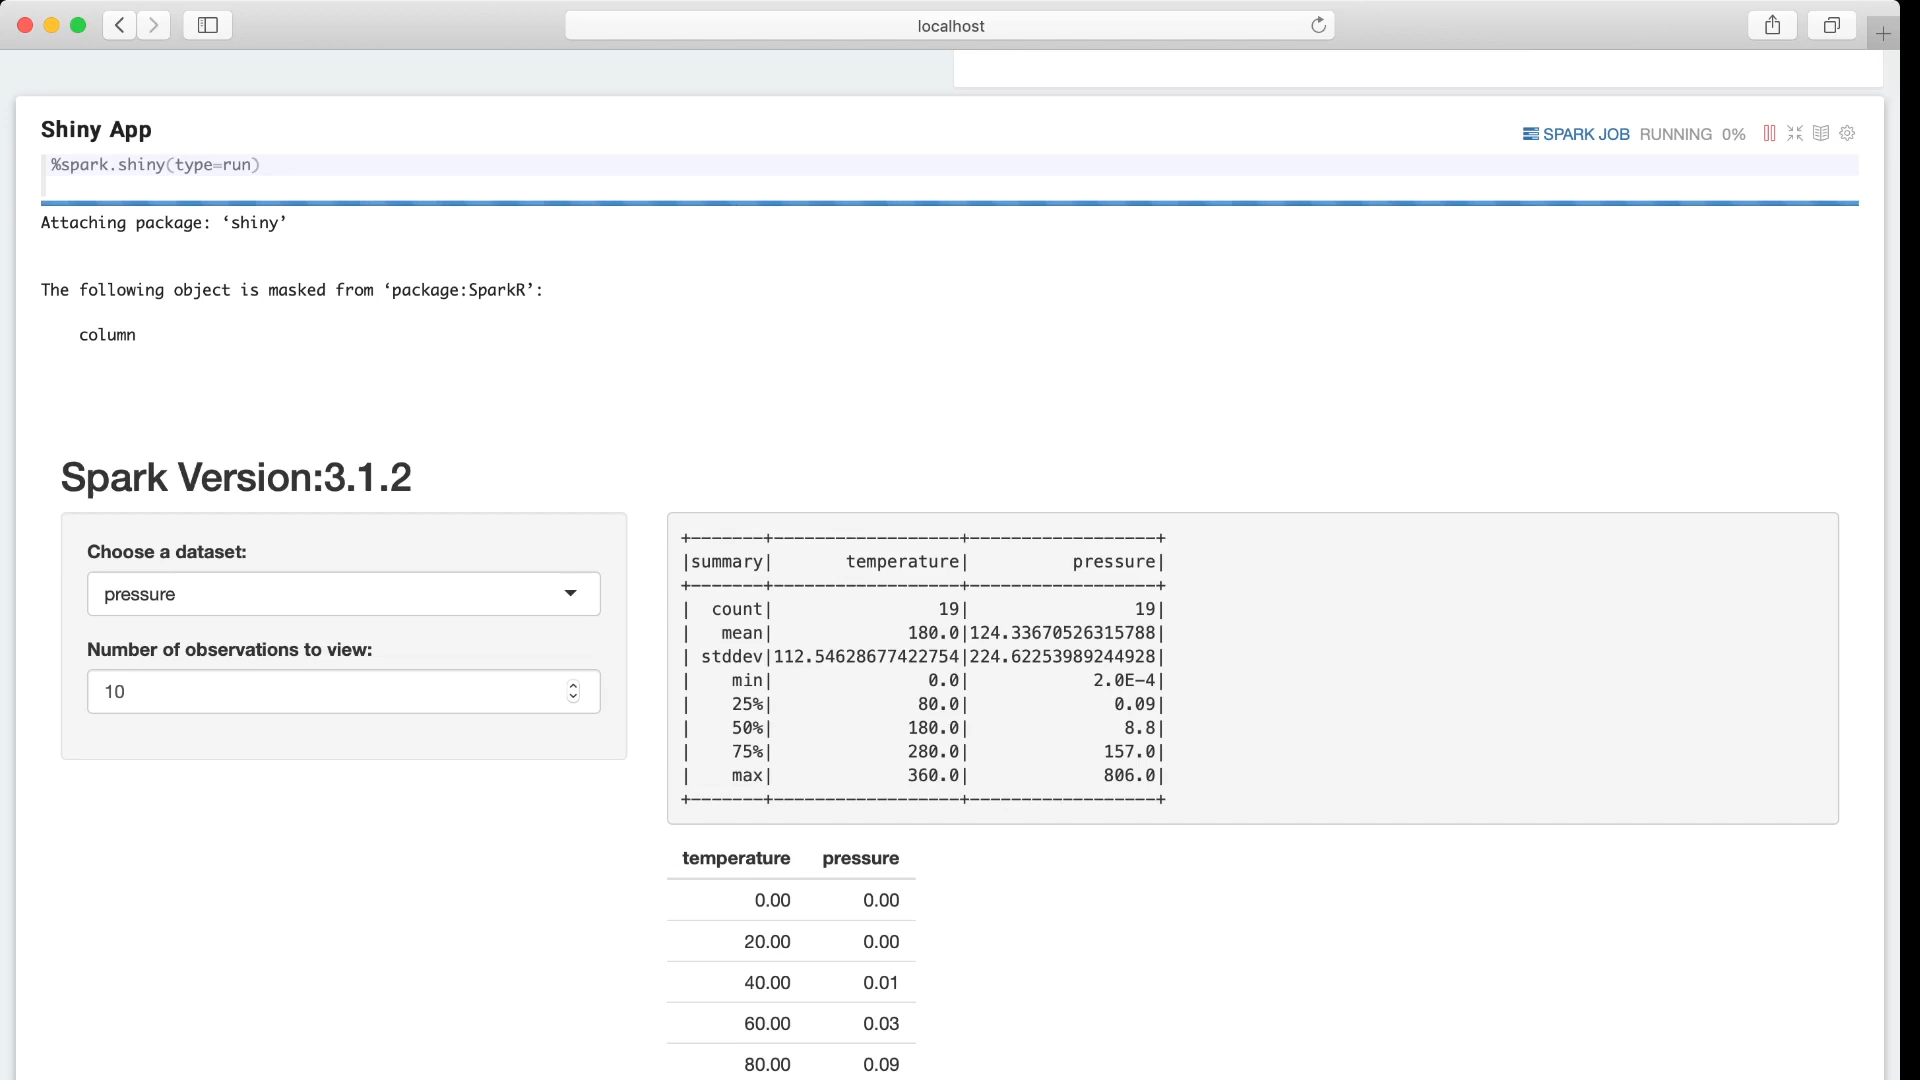 localhost
Shiny App
SPARK JOB RUNNING 0%
%spark.shiny(type=run)
Attaching package: ‘shiny’
The following object is masked from ‘package:SparkR’:
column
Spark Version:3.1.2
Choose a dataset:
pressure
Number of observations to view:
10
+-------+------------------+------------------+
|summary|       temperature|          pressure|
+-------+------------------+------------------+
|  count|                19|                19|
|   mean|             180.0|124.33670526315788|
| stddev|112.54628677422754|224.62253989244928|
|    min|               0.0|            2.0E-4|
|    25%|              80.0|              0.09|
|    50%|             180.0|               8.8|
|    75%|             280.0|             157.0|
|    max|             360.0|             806.0|
+-------+------------------+------------------+
temperature pressure
0.00 0.00
20.00 0.00
40.00 0.01
60.00 0.03
80.00 0.09